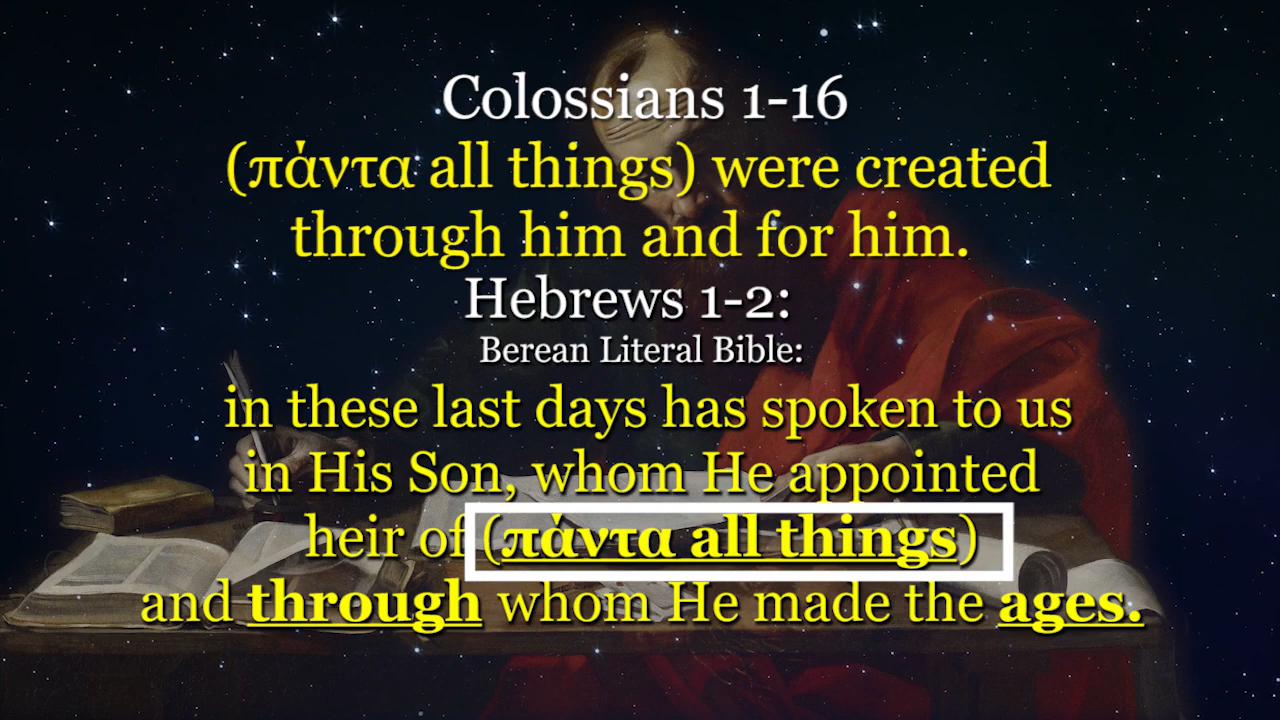 Colossians 1-16
(πάντα all things) were created
through him and for him.
Hebrews 1-2:
Berean Literal Bible:
in these last days has spoken to us
in His Son, whom He appointed
heir of (πάντα all things)
and through whom He made the ages.